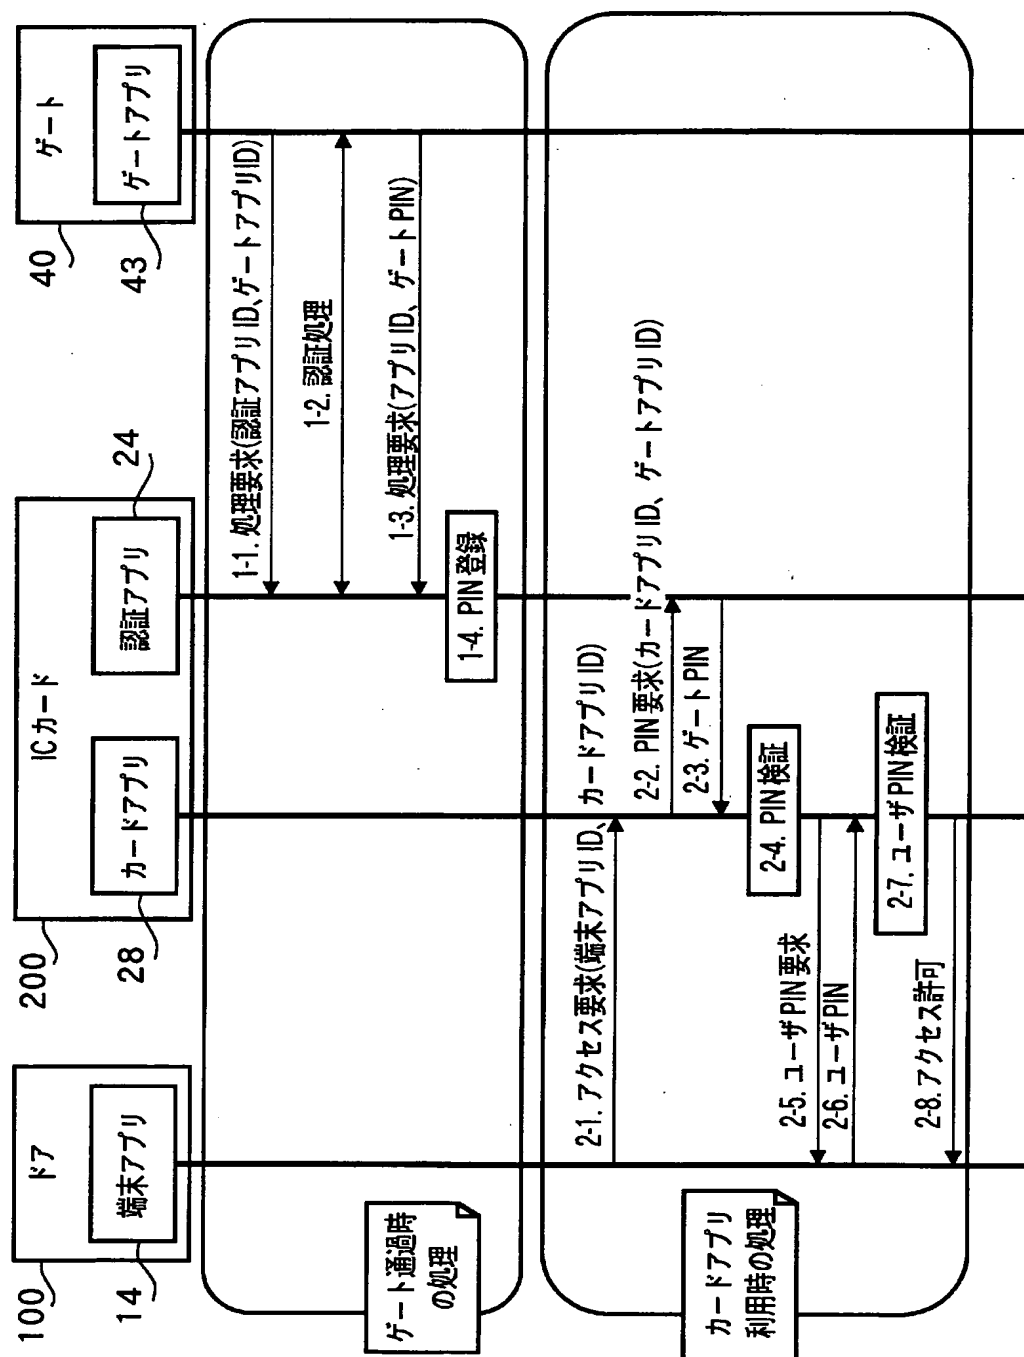 100
ドア
14
端末アプリ
200
ICカード
28
カードアプリ
24
認証アプリ
40
ゲート
43
ゲートアプリ
ゲート通過時
の処理
1-1. 処理要求(認証アプリID、ゲートアプリID)
1-2. 認証処理
1-3. 処理要求(アプリID、ゲートPIN)
1-4. PIN登録
カードアプリ
利用時の処理
2-1. アクセス要求(端末アプリID、カードアプリID)
2-2. PIN要求(カードアプリID、ゲートアプリID)
2-3. ゲートPIN
2-4. PIN検証
2-5. ユーザPIN要求
2-6. ユーザPIN
2-7. ユーザPIN検証
2-8. アクセス許可